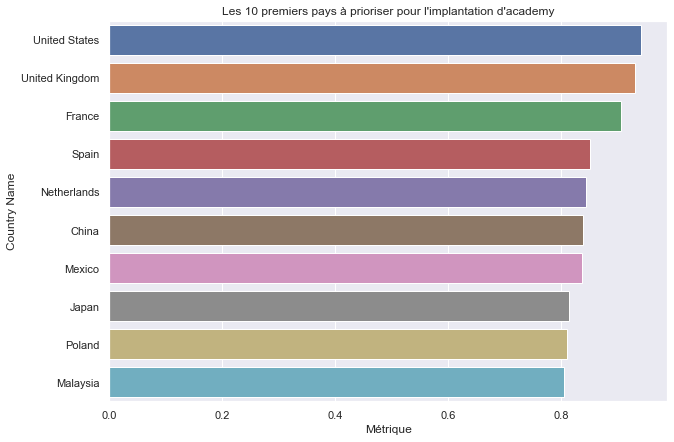 Les 10 premiers pays à prioriser pour l'implantation d'academy
Country Name
United States
United Kingdom
France
Spain
Netherlands
China
Mexico
Japan
Poland
Malaysia
0.0 0.2 0.4 0.6 0.8
Métrique